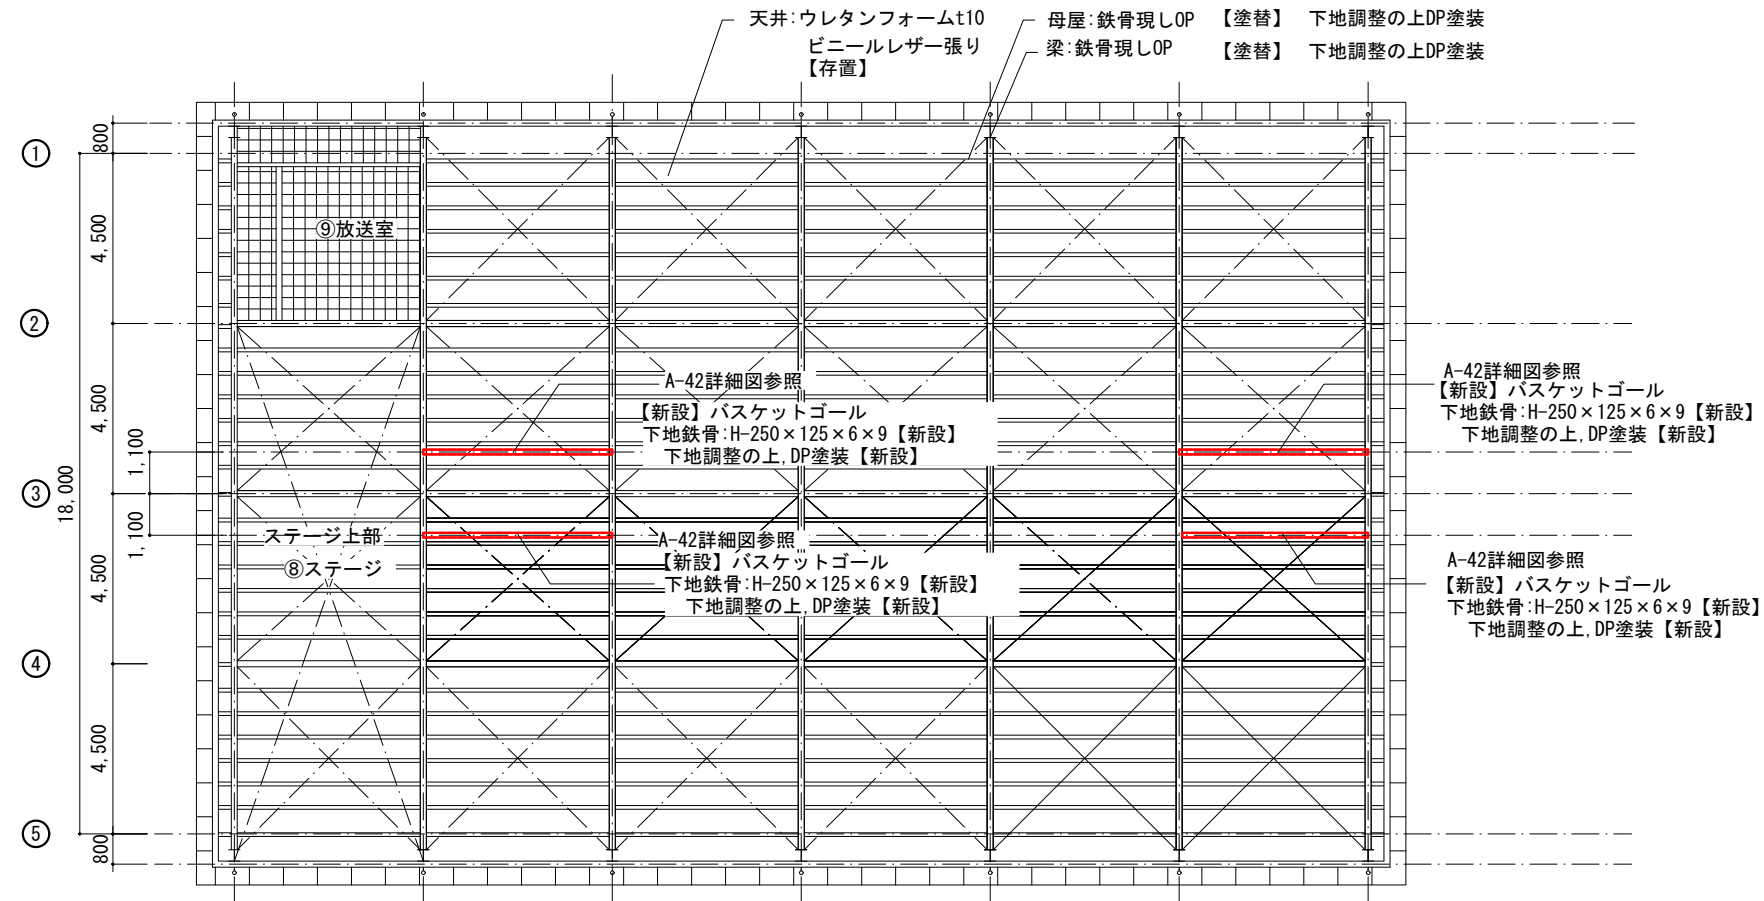 天井:ウレタンフォームt10
ビニールレザー張り
【存置】
母屋:鉄骨現しOP 【塗替】 下地調整の上DP塗装
梁:鉄骨現しOP 【塗替】 下地調整の上DP塗装
800
①
4,500
⑨放送室
②
4,500
1,100
18,000
③
1,100
4,500
④
4,500
⑤
800
A-42詳細図参照
【新設】バスケットゴール
下地鉄骨:H-250×125×6×9【新設】
下地調整の上,DP塗装【新設】
A-42詳細図参照
【新設】バスケットゴール
下地鉄骨:H-250×125×6×9【新設】
下地調整の上,DP塗装【新設】
ステージ上部
⑧ステージ
A-42詳細図参照
【新設】バスケットゴール
下地鉄骨:H-250×125×6×9【新設】
下地調整の上,DP塗装【新設】
A-42詳細図参照
【新設】バスケットゴール
下地鉄骨:H-250×125×6×9【新設】
下地調整の上,DP塗装【新設】